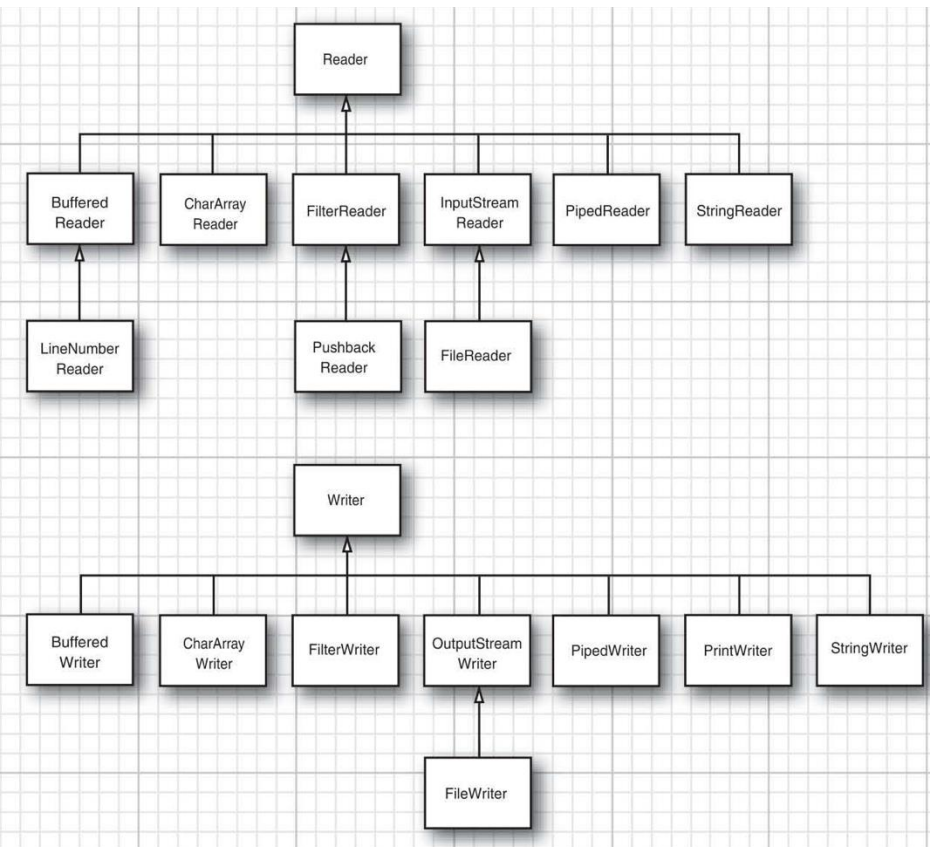 Reader
Buffered
Reader
CharArray
Reader
FilterReader
InputStream
Reader
PipedReader
StringReader
LineNumber
Reader
Pushback
Reader
FileReader
Writer
Buffered
Writer
CharArray
Writer
FilterWriter
OutputStream
Writer
PipedWriter
PrintWriter
StringWriter
FileWriter